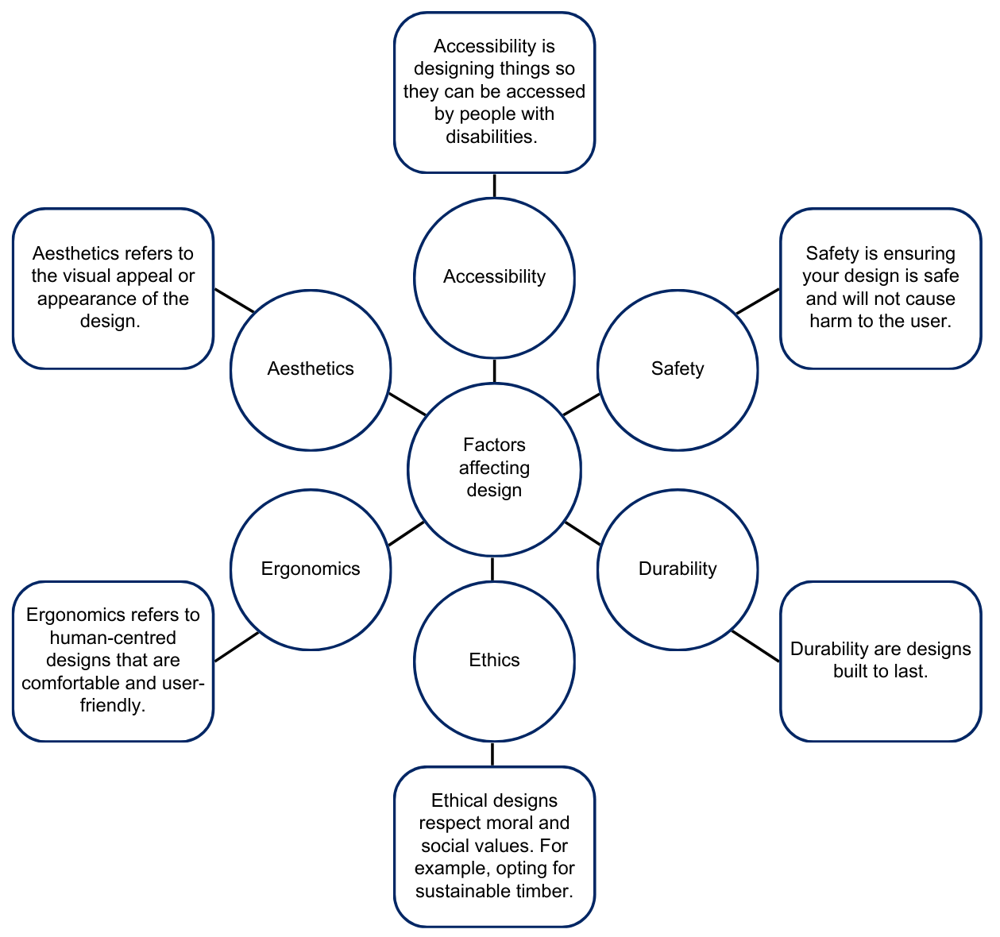 Accessibility is
designing things so
they can be accessed
by people with
disabilities.
Accessibility
Aesthetics refers to
the visual appeal or
appearance of the
design.
Aesthetics
Safety is ensuring
your design is safe
and will not cause
harm to the user.
Safety
Factors
affecting
design
Ergonomics
Ergonomics refers to
human-centred
designs that are
comfortable and user-
friendly.
Durability
Durability are designs
built to last.
Ethics
Ethical designs
respect moral and
social values. For
example, opting for
sustainable timber.